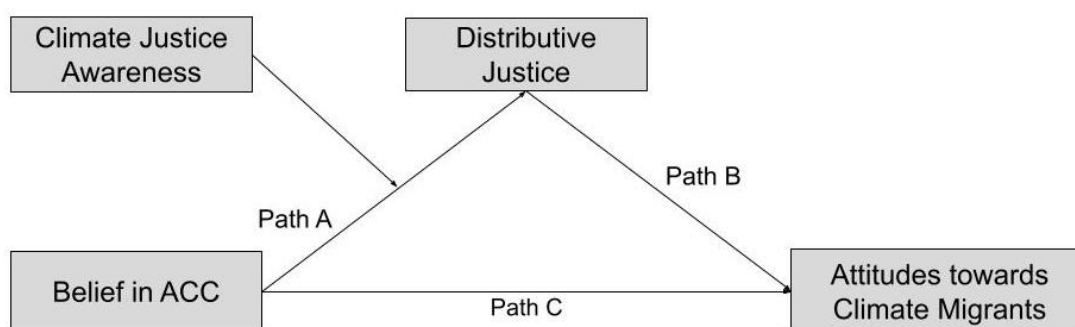 Climate Justice
Awareness
Distributive
Justice
Path A
Path B
Belief in ACC
Path C
Attitudes towards
Climate Migrants